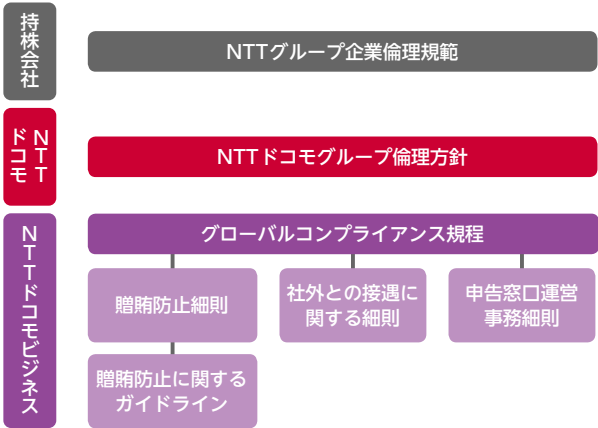 持株会社
NTTグループ企業倫理規範
NTT
ドコモ
NTTドコモグループ倫理方針
NTTドコモビジネス
グローバルコンプライアンス規程
贈賄防止細則
社外との接遇に
関する細則
申告窓口運営
事務細則
贈賄防止に関する
ガイドライン